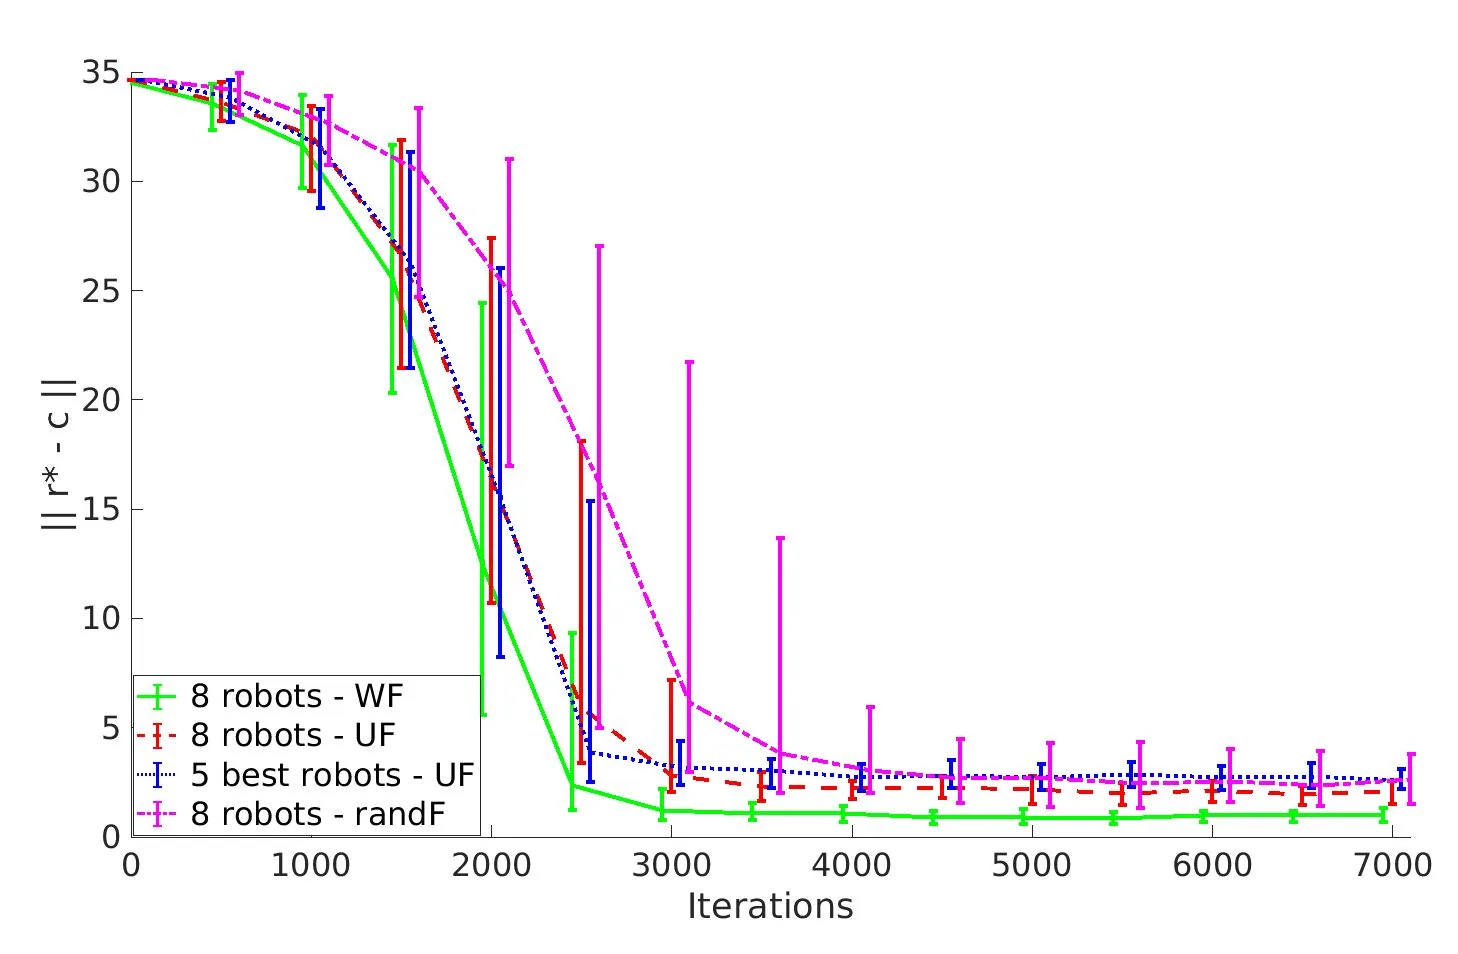 || r* - c ||
35
30
25
20
15
10
5
0
8 robots - WF
8 robots - UF
5 best robots - UF
8 robots - randF
0 1000 2000 3000 4000 5000 6000 7000
Iterations